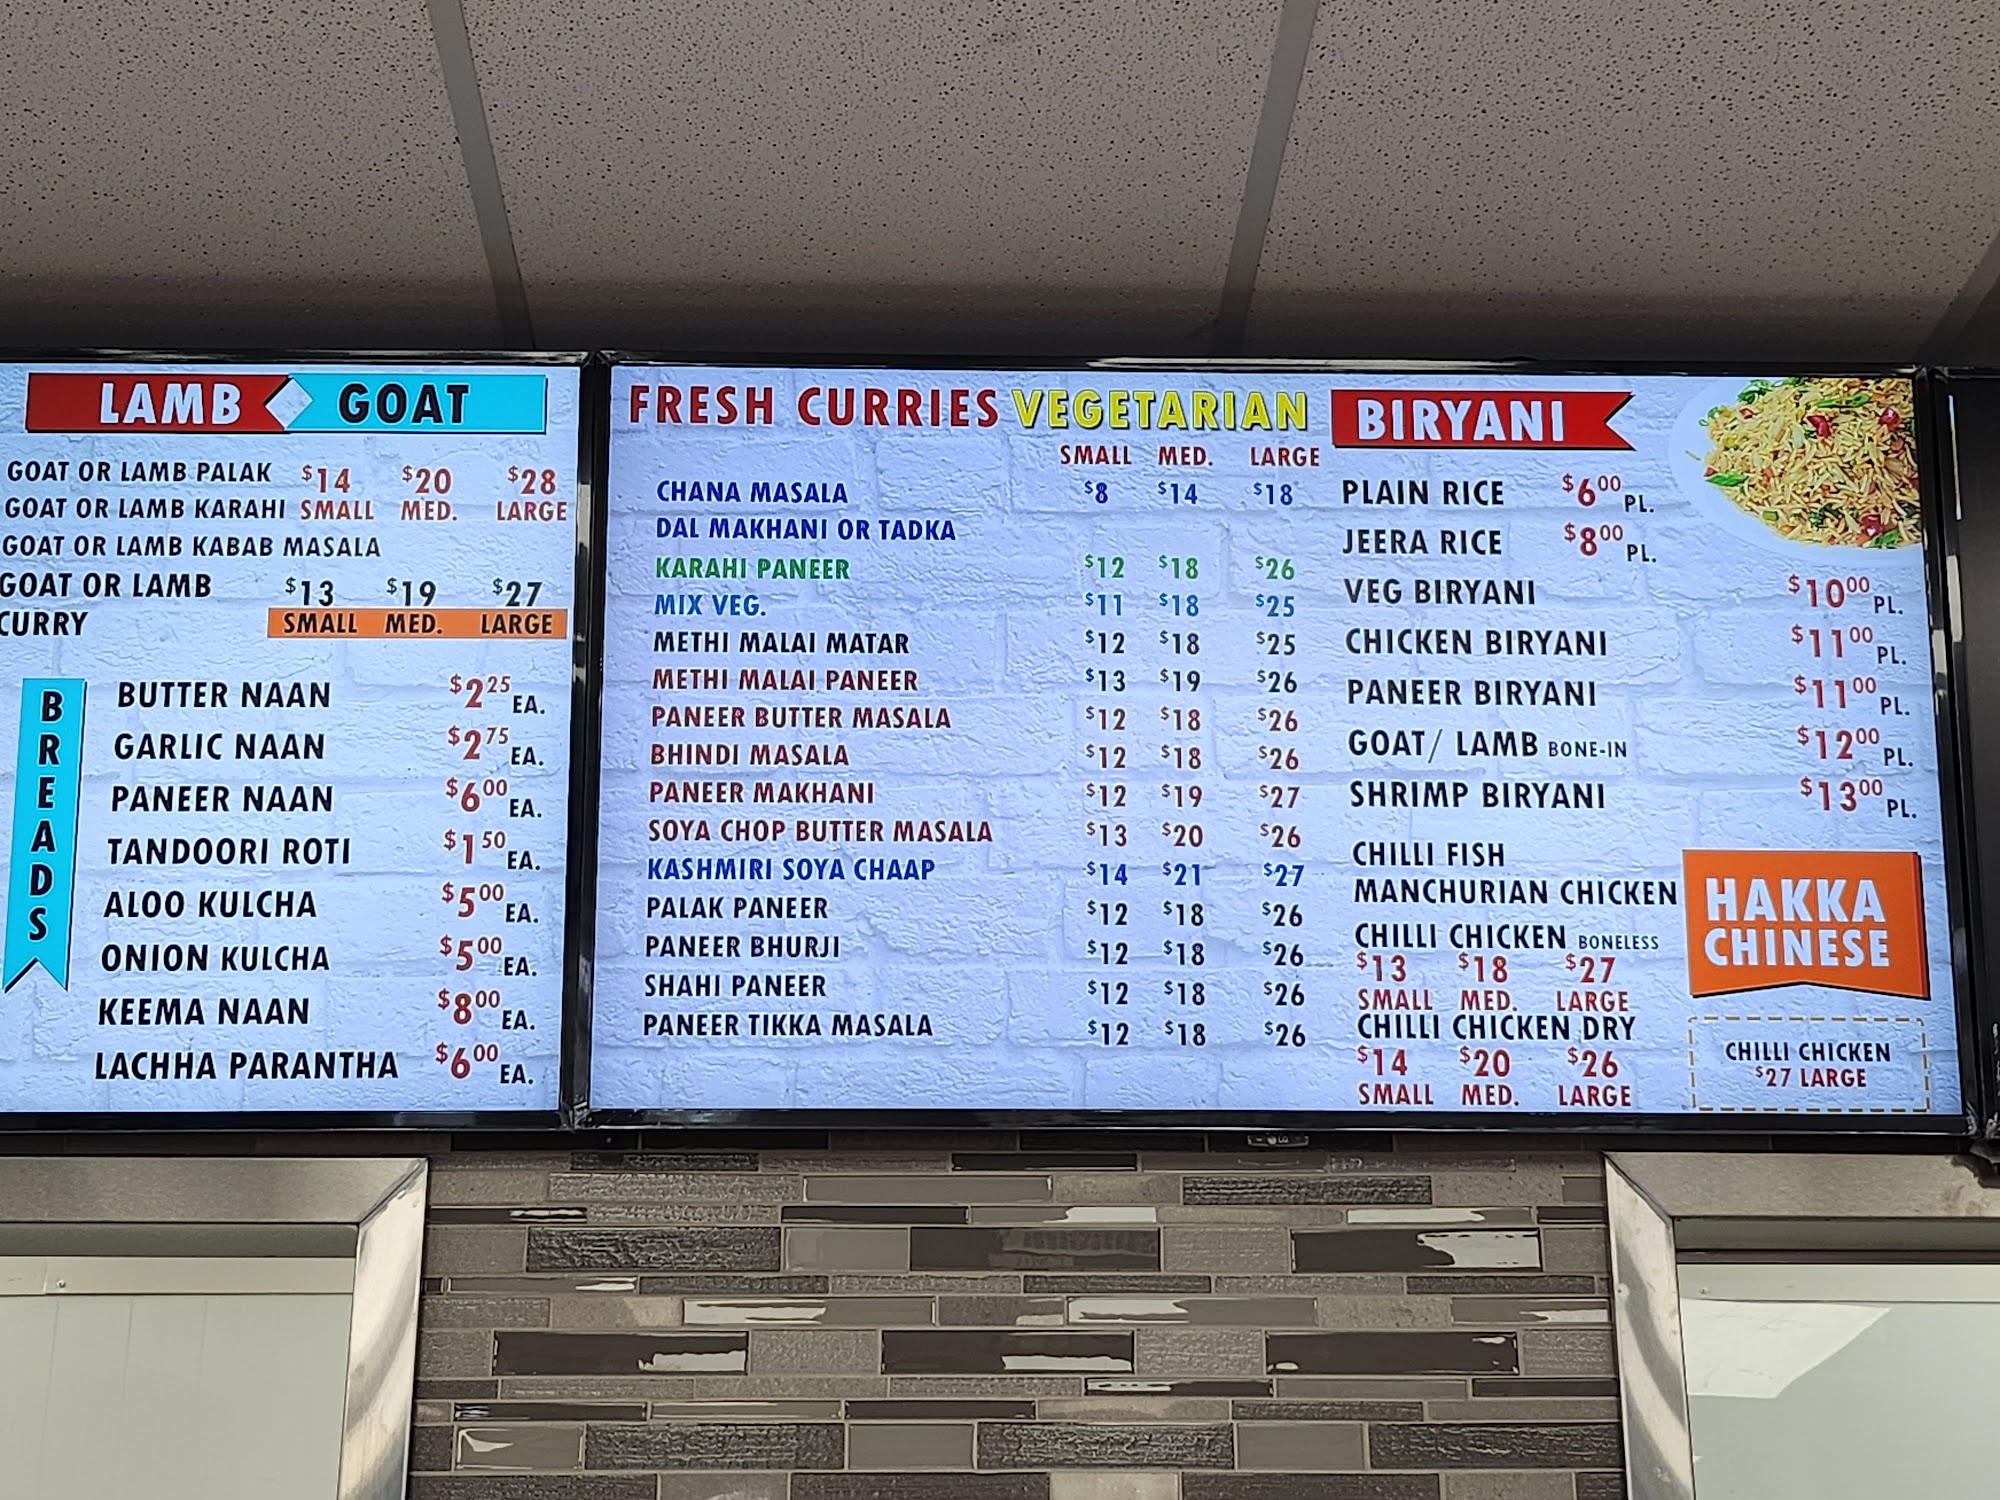 LAMB GOAT
GOAT OR LAMB PALAK $14 $20 $28
GOAT OR LAMB KARAHI SMALL MED. LARGE
GOAT OR LAMB KABAB MASALA
GOAT OR LAMB $13 $19 $27
CURRY SMALL MED. LARGE
BREADS
BUTTER NAAN $2.25 EA.
GARLIC NAAN $2.75 EA.
PANEER NAAN $6.00 EA.
TANDOORI ROTI $1.50 EA.
ALOO KULCHA $5.00 EA.
ONION KULCHA $5.00 EA.
KEEMA NAAN $8.00 EA.
LACHHA PARANTHA $6.00 EA.
FRESH CURRIES VEGETARIAN
SMALL MED. LARGE
CHANA MASALA $8 $14 $18
DAL MAKHANI OR TADKA
KARAHI PANEER $12 $18 $26
MIX VEG. $11 $18 $25
METHI MALAI MATAR $12 $18 $25
METHI MALAI PANEER $13 $19 $26
PANEER BUTTER MASALA $12 $18 $26
BHINDI MASALA $12 $18 $26
PANEER MAKHANI $12 $19 $27
SOYA CHOP BUTTER MASALA $13 $20 $26
KASHMIRI SOYA CHAAP $14 $21 $27
PALAK PANEER $12 $18 $26
PANEER BHURJI $12 $18 $26
SHAHI PANEER $12 $18 $26
PANEER TIKKA MASALA $12 $18 $26
BIRYANI
PLAIN RICE $6.00 PL.
JEERA RICE $8.00 PL.
VEG BIRYANI $10.00 PL.
CHICKEN BIRYANI $11.00 PL.
PANEER BIRYANI $11.00 PL.
GOAT/ LAMB BONE-IN $12.00 PL.
SHRIMP BIRYANI $13.00 PL.
HAKKA
CHINESE
CHILLI FISH
MANCHURIAN CHICKEN
CHILLI CHICKEN BONELESS
$13 $18 $27
SMALL MED. LARGE
CHILLI CHICKEN DRY
$14 $20 $26
SMALL MED. LARGE
CHILLI CHICKEN
$27 LARGE
LG